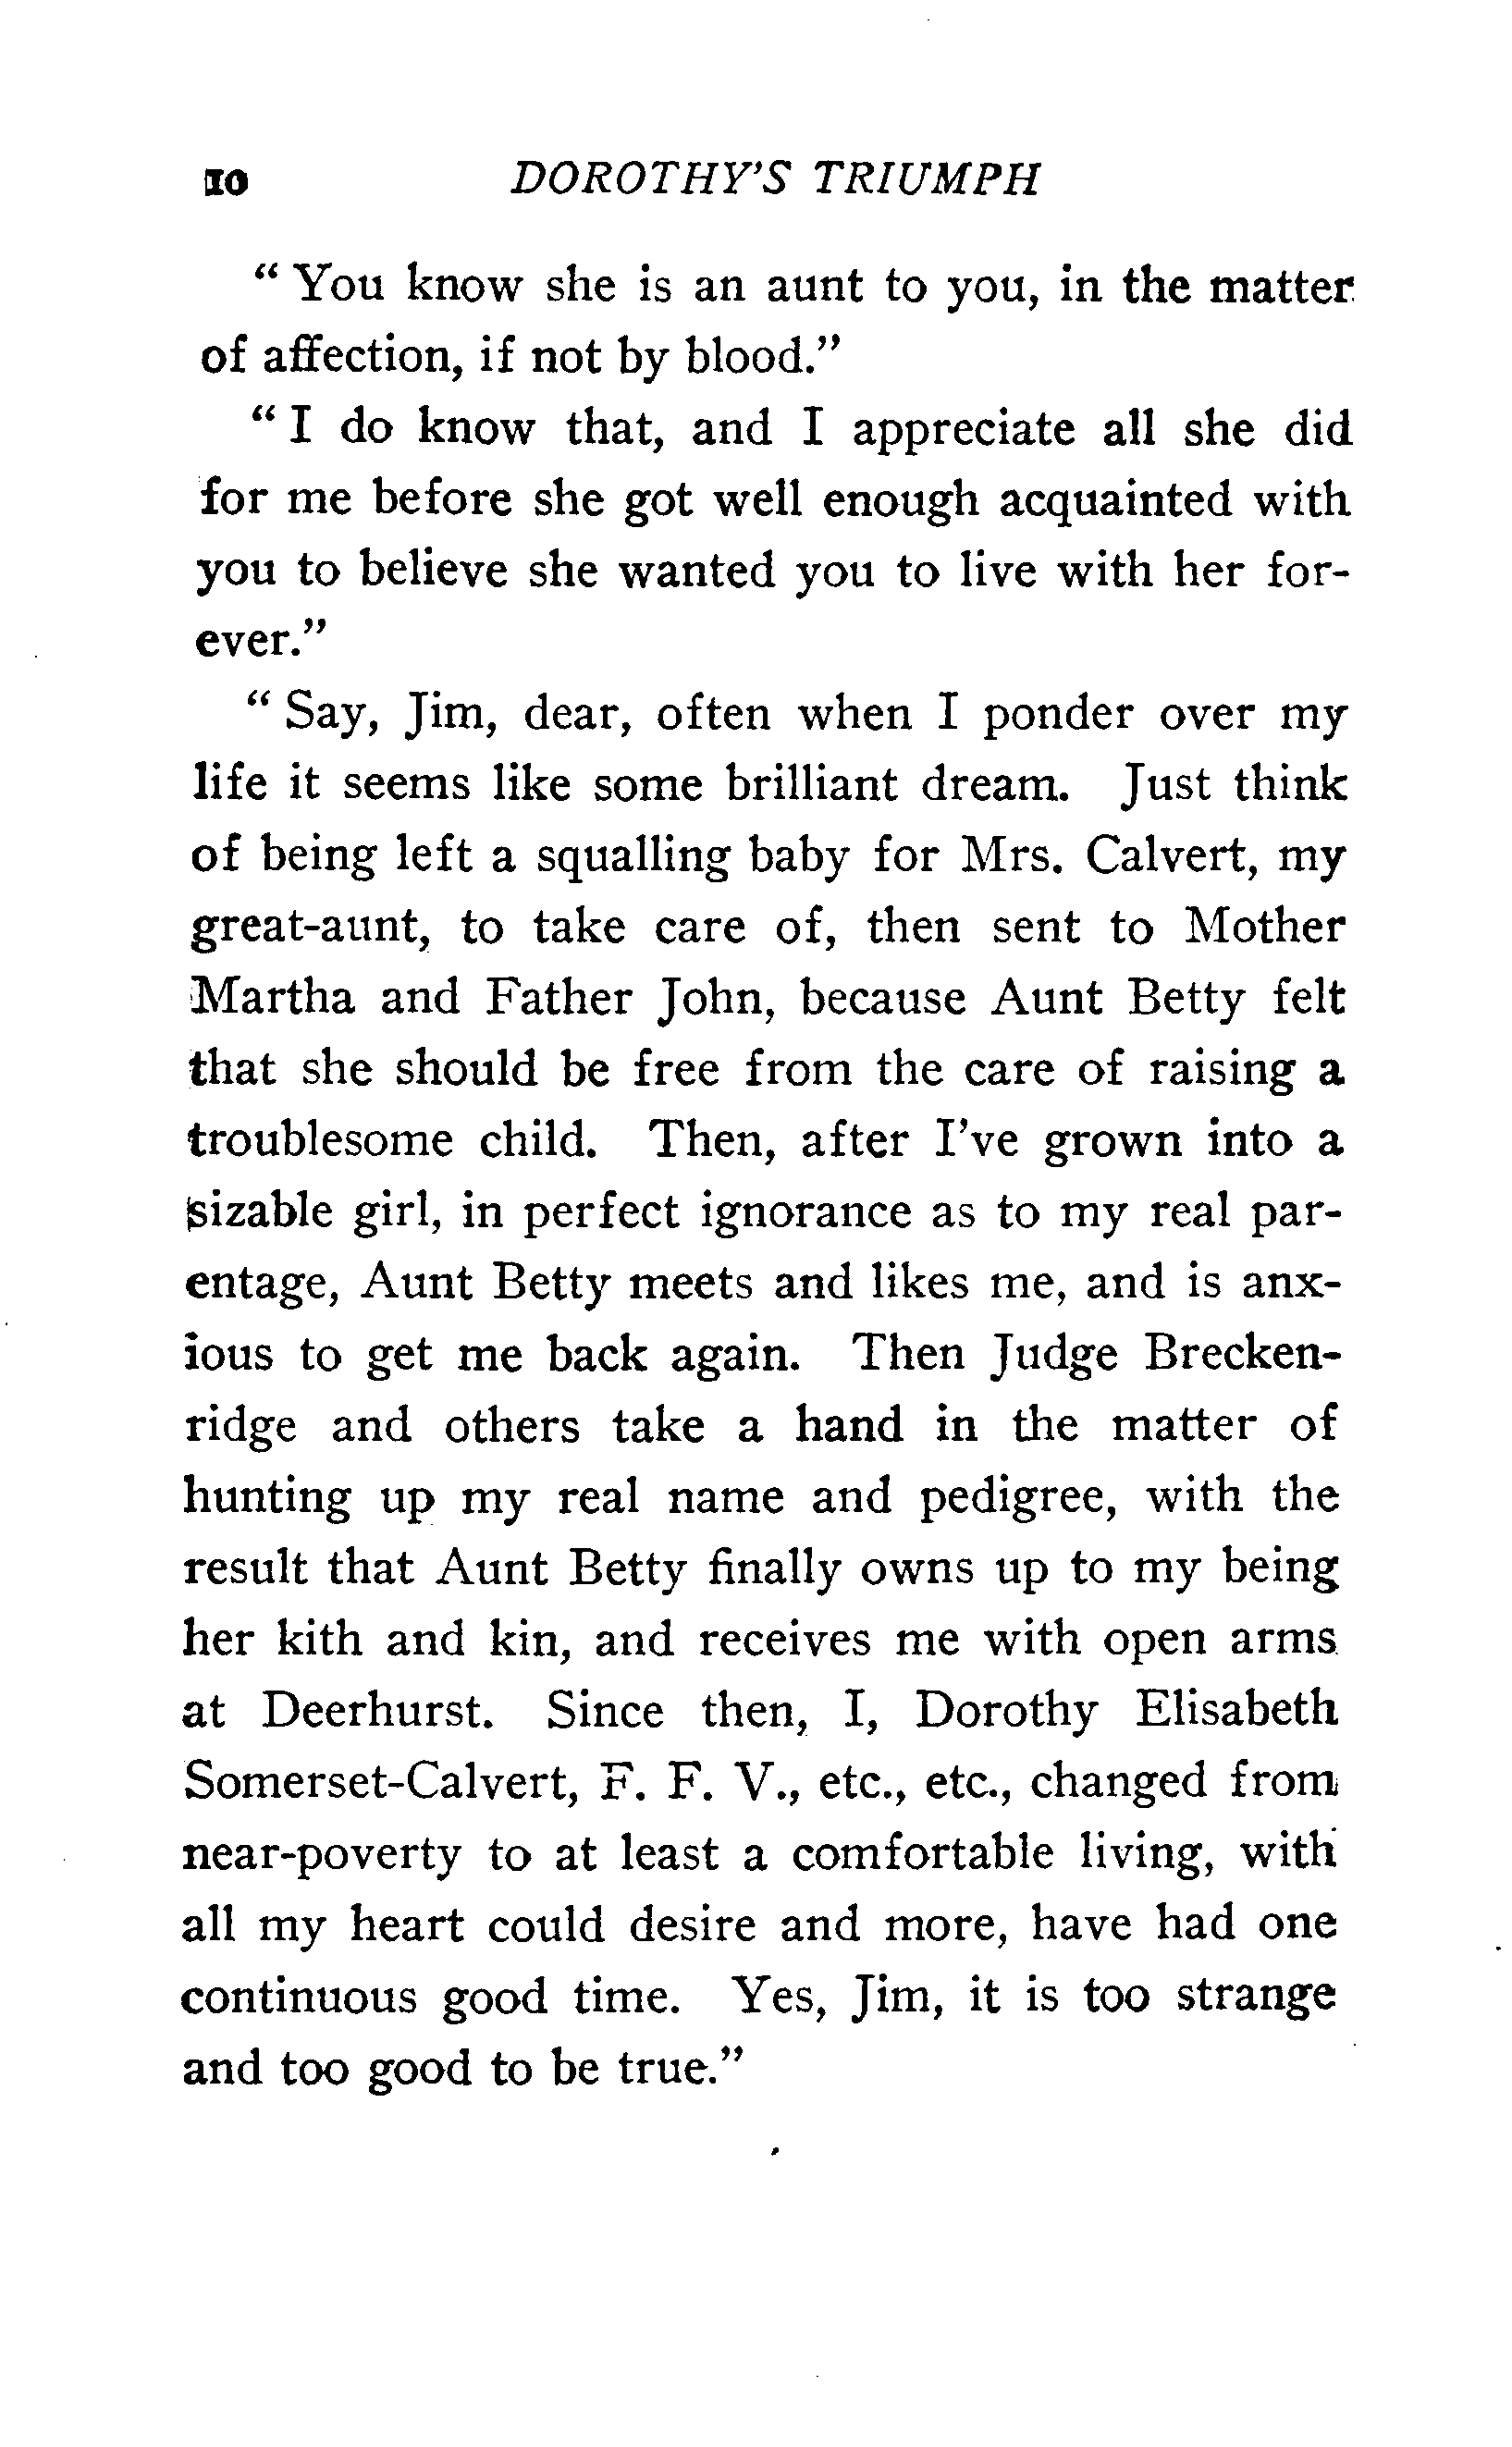 10 DOROTHY'S TRIUMPH
“ You know she is an aunt to you, in the matter
of affection, if not by blood.”
“ I do know that, and I appreciate all she did
for me before she got well enough acquainted with
you to believe she wanted you to live with her for-
ever.”
“ Say, Jim, dear, often when I ponder over my
life it seems like some brilliant dream. Just think
of being left a squalling baby for Mrs. Calvert, my
great-aunt, to take care of, then sent to Mother
Martha and Father John, because Aunt Betty felt
that she should be free from the care of raising a
troublesome child. Then, after I've grown into a
sizable girl, in perfect ignorance as to my real par-
entage, Aunt Betty meets and likes me, and is anx-
ious to get me back again. Then Judge Brecken-
ridge and others take a hand in the matter of
hunting up my real name and pedigree, with the
result that Aunt Betty finally owns up to my being
her kith and kin, and receives me with open arms
at Deerhurst. Since then, I, Dorothy Elisabeth
Somerset-Calvert, F. F. V., etc., etc., changed from
near-poverty to at least a comfortable living, with
all my heart could desire and more, have had one
continuous good time. Yes, Jim, it is too strange
and too good to be true.”